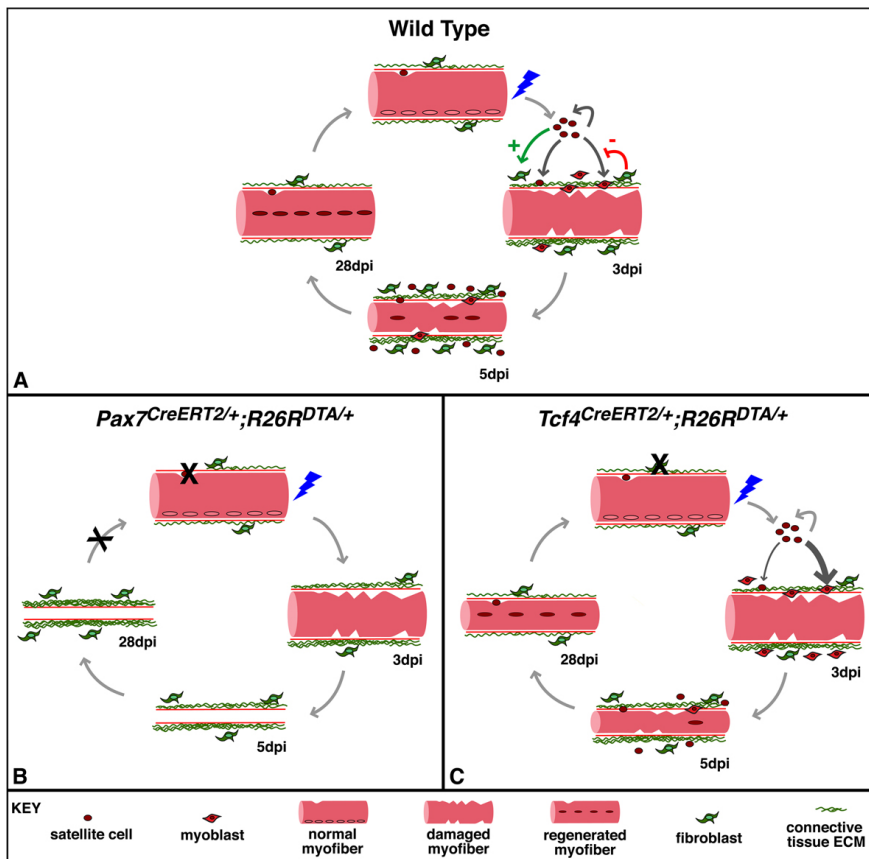 Wild Type
+
-
3dpi
28dpi
5dpi
A
Pax7CreERT2/+;R26RDTA/+
X
X
3dpi
28dpi
5dpi
B
Tcf4CreERT2/+;R26RDTA/+
X
3dpi
28dpi
5dpi
C
KEY
satellite cell
myoblast
normal
myofiber
damaged
myofiber
regenerated
myofiber
fibroblast
connective
tissue ECM